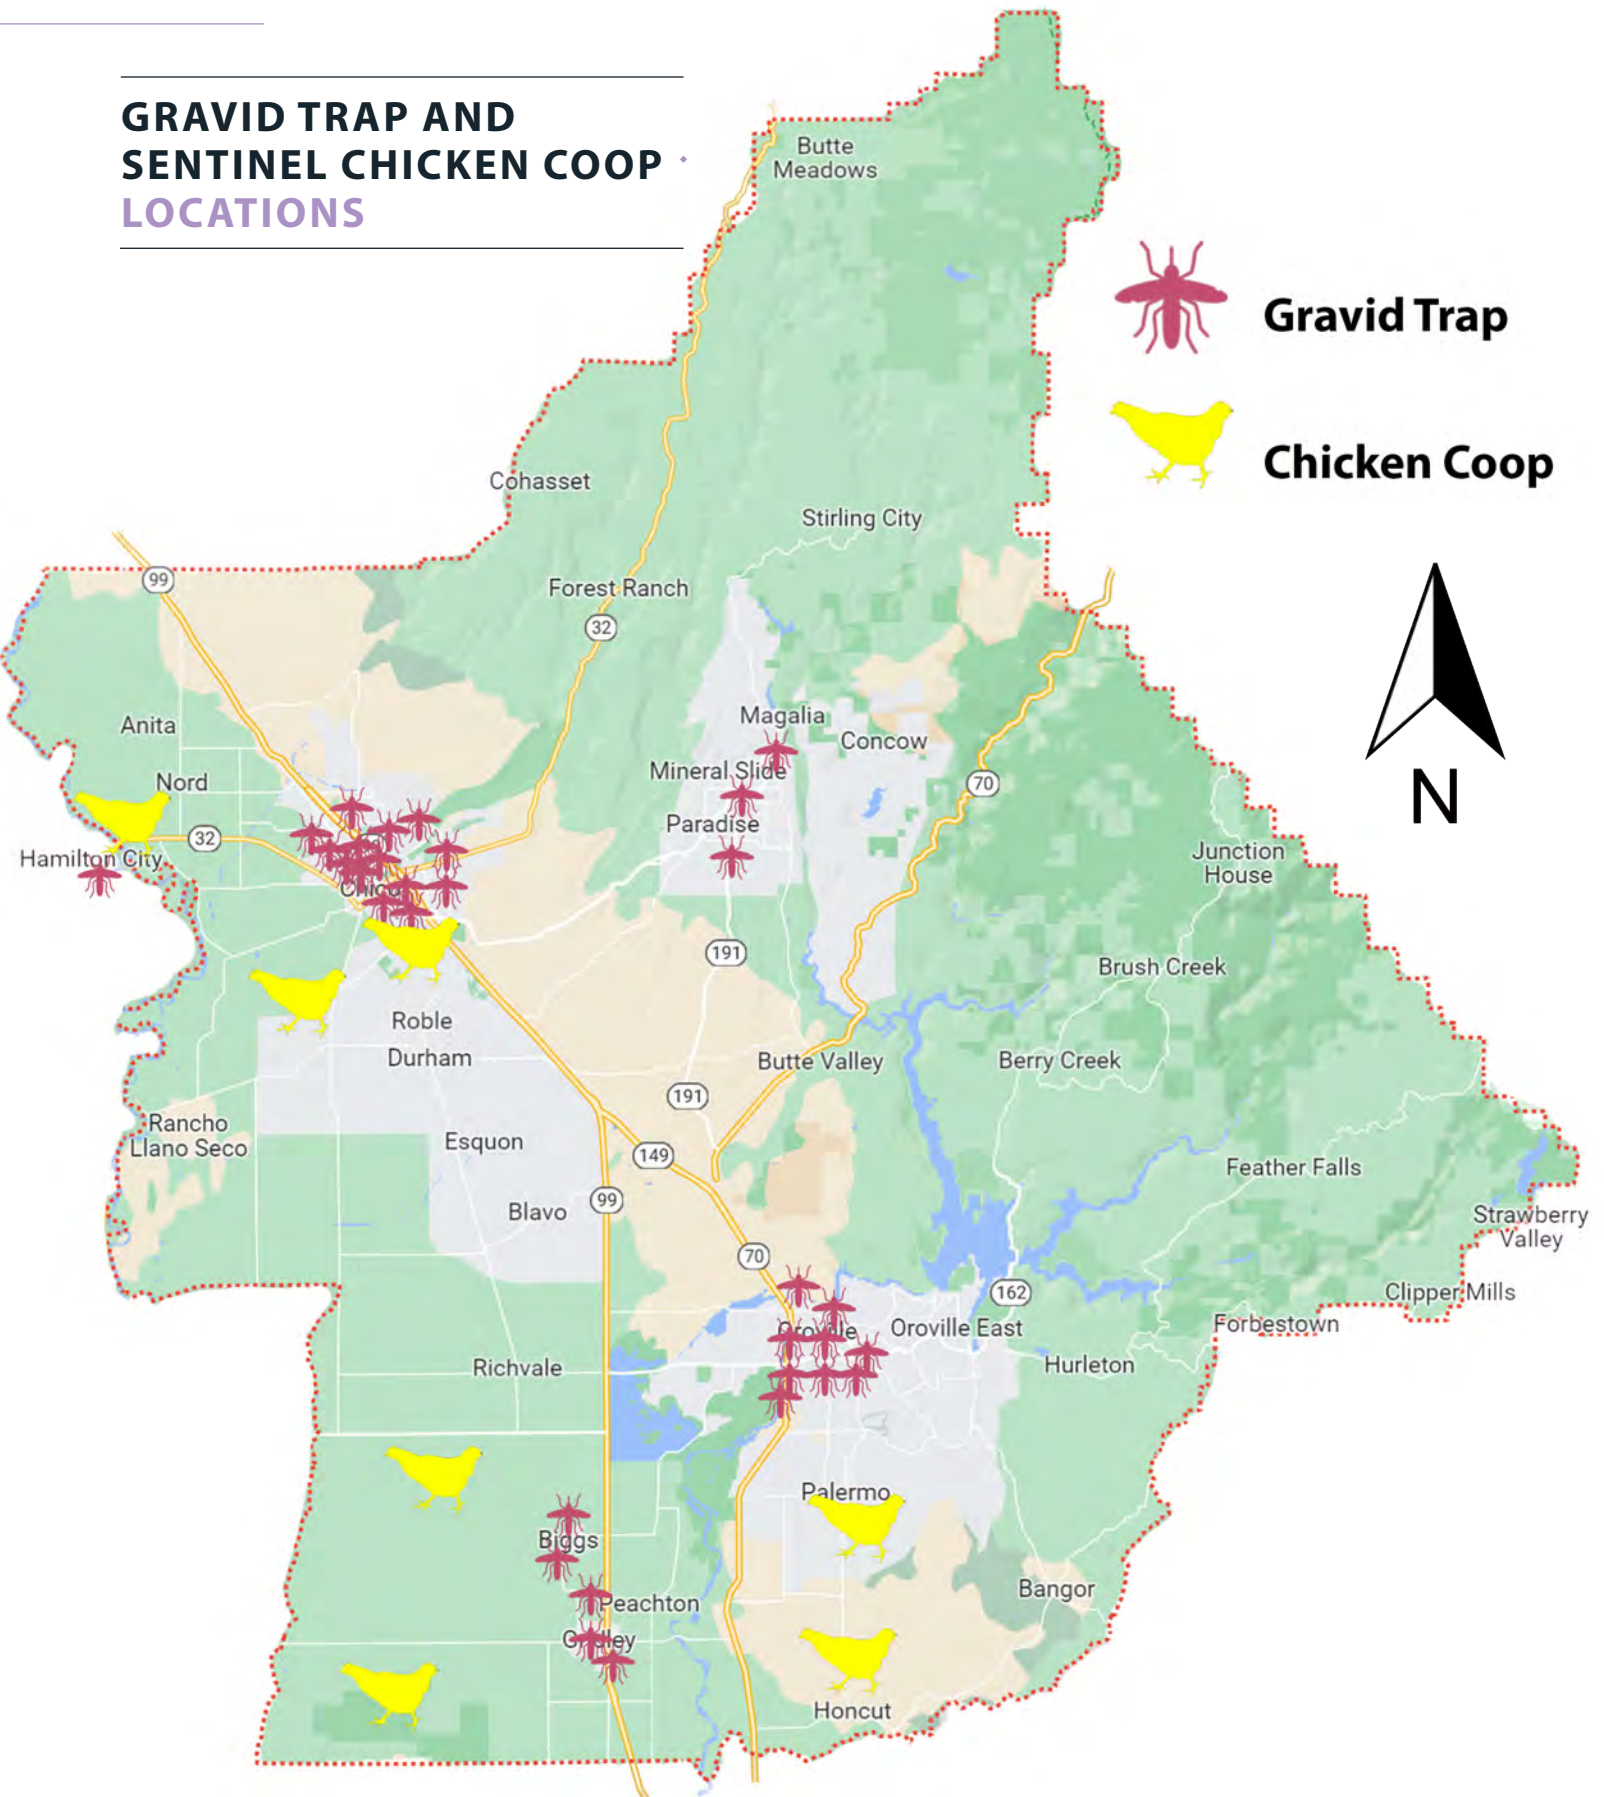 GRAVID TRAP AND
SENTINEL CHICKEN COOP
LOCATIONS
Butte
Meadows
Gravid Trap
Chicken Coop
Cohasset
Stirling City
99
Forest Ranch
32
Magalia
Anita
Concow
Mineral Slide
Nord
70
N
Paradise
32
Junction
House
Hamilton City
Chico
191
Brush Creek
Roble
Durham
Butte Valley
Berry Creek
191
Rancho
Llano Seco
Esquon
149
Feather Falls
99
Blavo
Strawberry
Valley
70
162
Clipper Mills
Oroville
Oroville East
Forbestown
Richvale
Hurleton
Palermo
Biggs
Bangor
Peachton
Gridley
Honcut